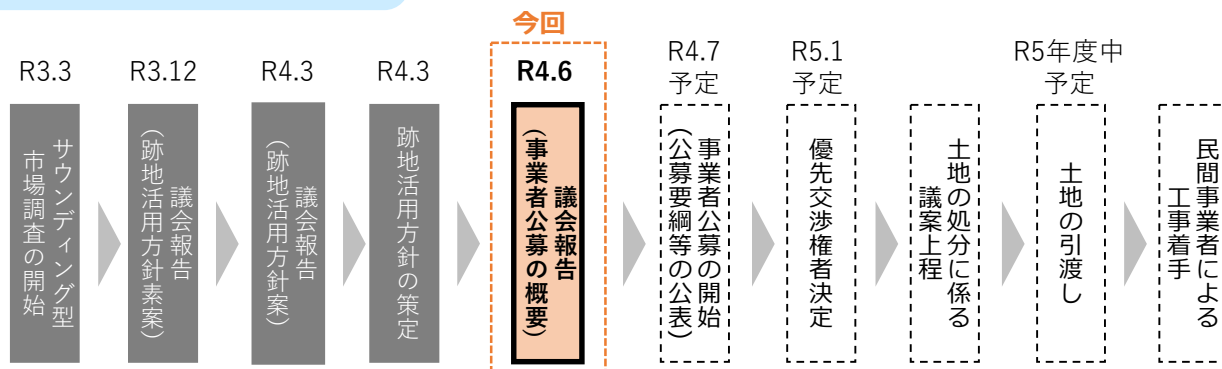 今回
R3.3
サウンディング型
市場調査の開始
R3.12
議会報告
（跡地活用方針素案）
R4.3
議会報告
（跡地活用方針案）
R4.3
跡地活用方針の策定
R4.6
議会報告
（事業者公募の概要）
R4.7
予定
事業者公募の開始
（公募要綱等の公表）
R5.1
予定
優先交渉権者決定
土地の処分に係る
議案上程
R5年度中
予定
土地の引渡し
民間事業者による
工事着手